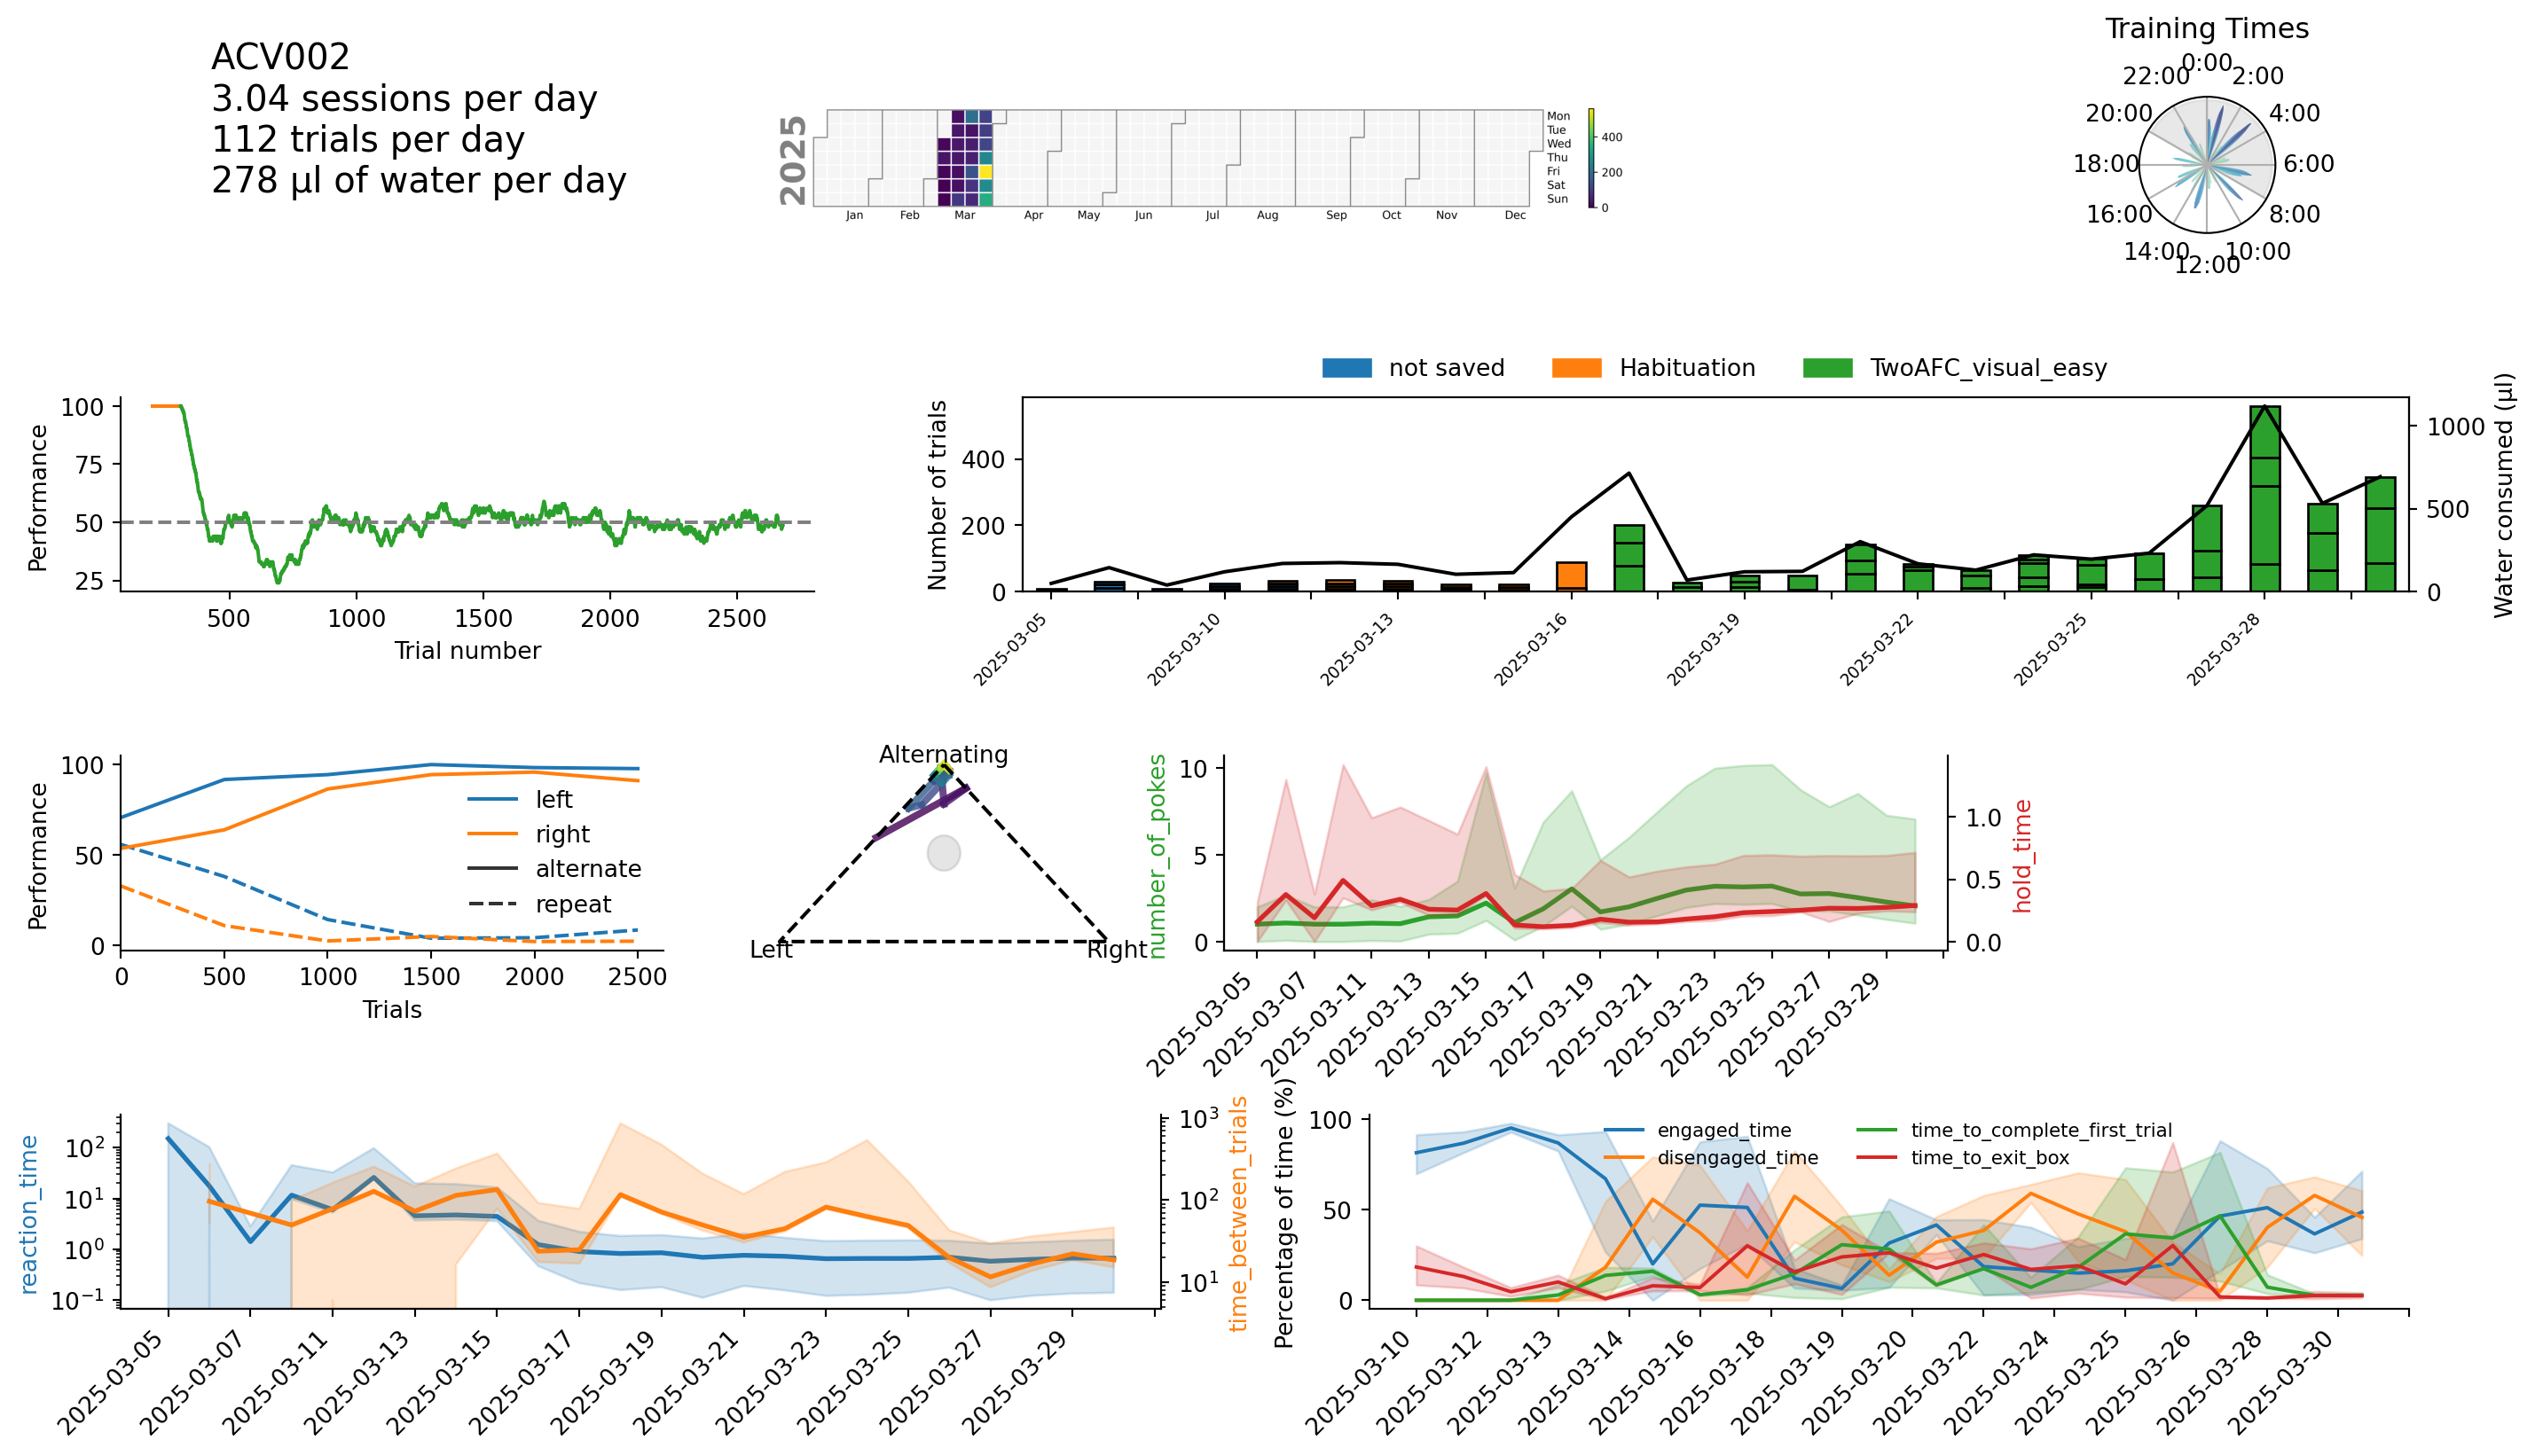 ACV002
3.04 sessions per day
112 trials per day
278 µl of water per day
2025
Jan Feb Mar Apr May Jun Jul Aug Sep Oct Nov Dec
Mon
Tue
Wed
Thu
Fri
Sat
Sun
400
200
0
Training Times
0:00
22:00 2:00
20:00 4:00
18:00 6:00
16:00 8:00
14:00 10:00
12:00
Performance
100
75
50
25
500 1000 1500 2000 2500
Trial number
not saved Habituation TwoAFC_visual_easy
Number of trials
400
200
0
Water consumed (µl)
1000
500
0
2025-03-05 2025-03-10 2025-03-13 2025-03-16 2025-03-19 2025-03-22 2025-03-25 2025-03-28
Performance
100
50
0
left
right
alternate
repeat
0 500 1000 1500 2000 2500
Trials
Alternating
Left Right
number_of_pokes
10
5
0
hold_time
1.0
0.5
0.0
2025-03-05 2025-03-07 2025-03-11 2025-03-13 2025-03-15 2025-03-17 2025-03-19 2025-03-21 2025-03-23 2025-03-25 2025-03-27 2025-03-29
reaction_time
10²
10¹
10⁰
10⁻¹
time_between_trials
10³
10²
10¹
2025-03-05 2025-03-07 2025-03-11 2025-03-13 2025-03-15 2025-03-17 2025-03-19 2025-03-21 2025-03-23 2025-03-25 2025-03-27 2025-03-29
Percentage of time (%)
100
50
0
engaged_time time_to_complete_first_trial
disengaged_time time_to_exit_box
2025-03-10 2025-03-12 2025-03-13 2025-03-14 2025-03-16 2025-03-18 2025-03-19 2025-03-20 2025-03-22 2025-03-24 2025-03-25 2025-03-26 2025-03-28 2025-03-30